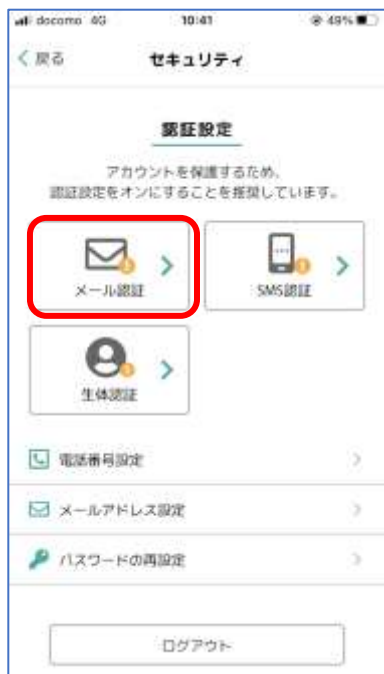 docomo 4G 10:41 49%
戻る セキュリティ
認証設定
アカウントを保護するため、
認証設定をオンにすることを推奨しています。
メール認証 SMS認証
生体認証
電話番号設定
メールアドレス設定
パスワードの再設定
ログアウト